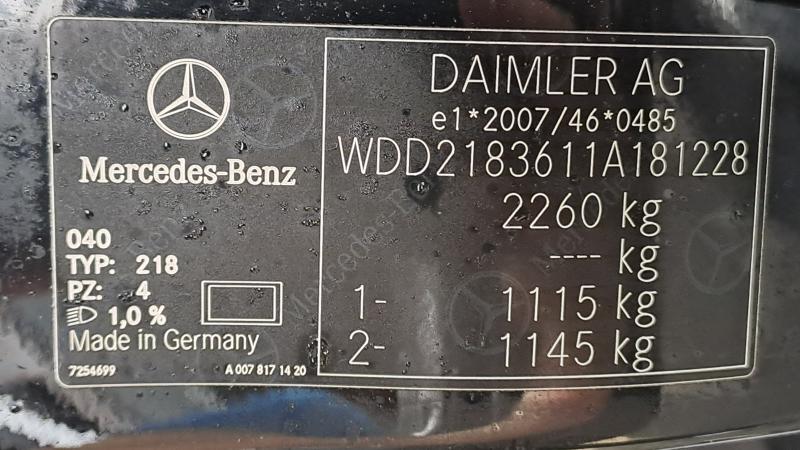 Mercedes-Benz
040
TYP: 218
PZ: 4
1,0 %
Made in Germany
7254699 A 007 817 14 20
DAIMLER AG
e1*2007/46*0485
WDD2183611A181228
2260 kg
---- kg
1- 1115 kg
2- 1145 kg